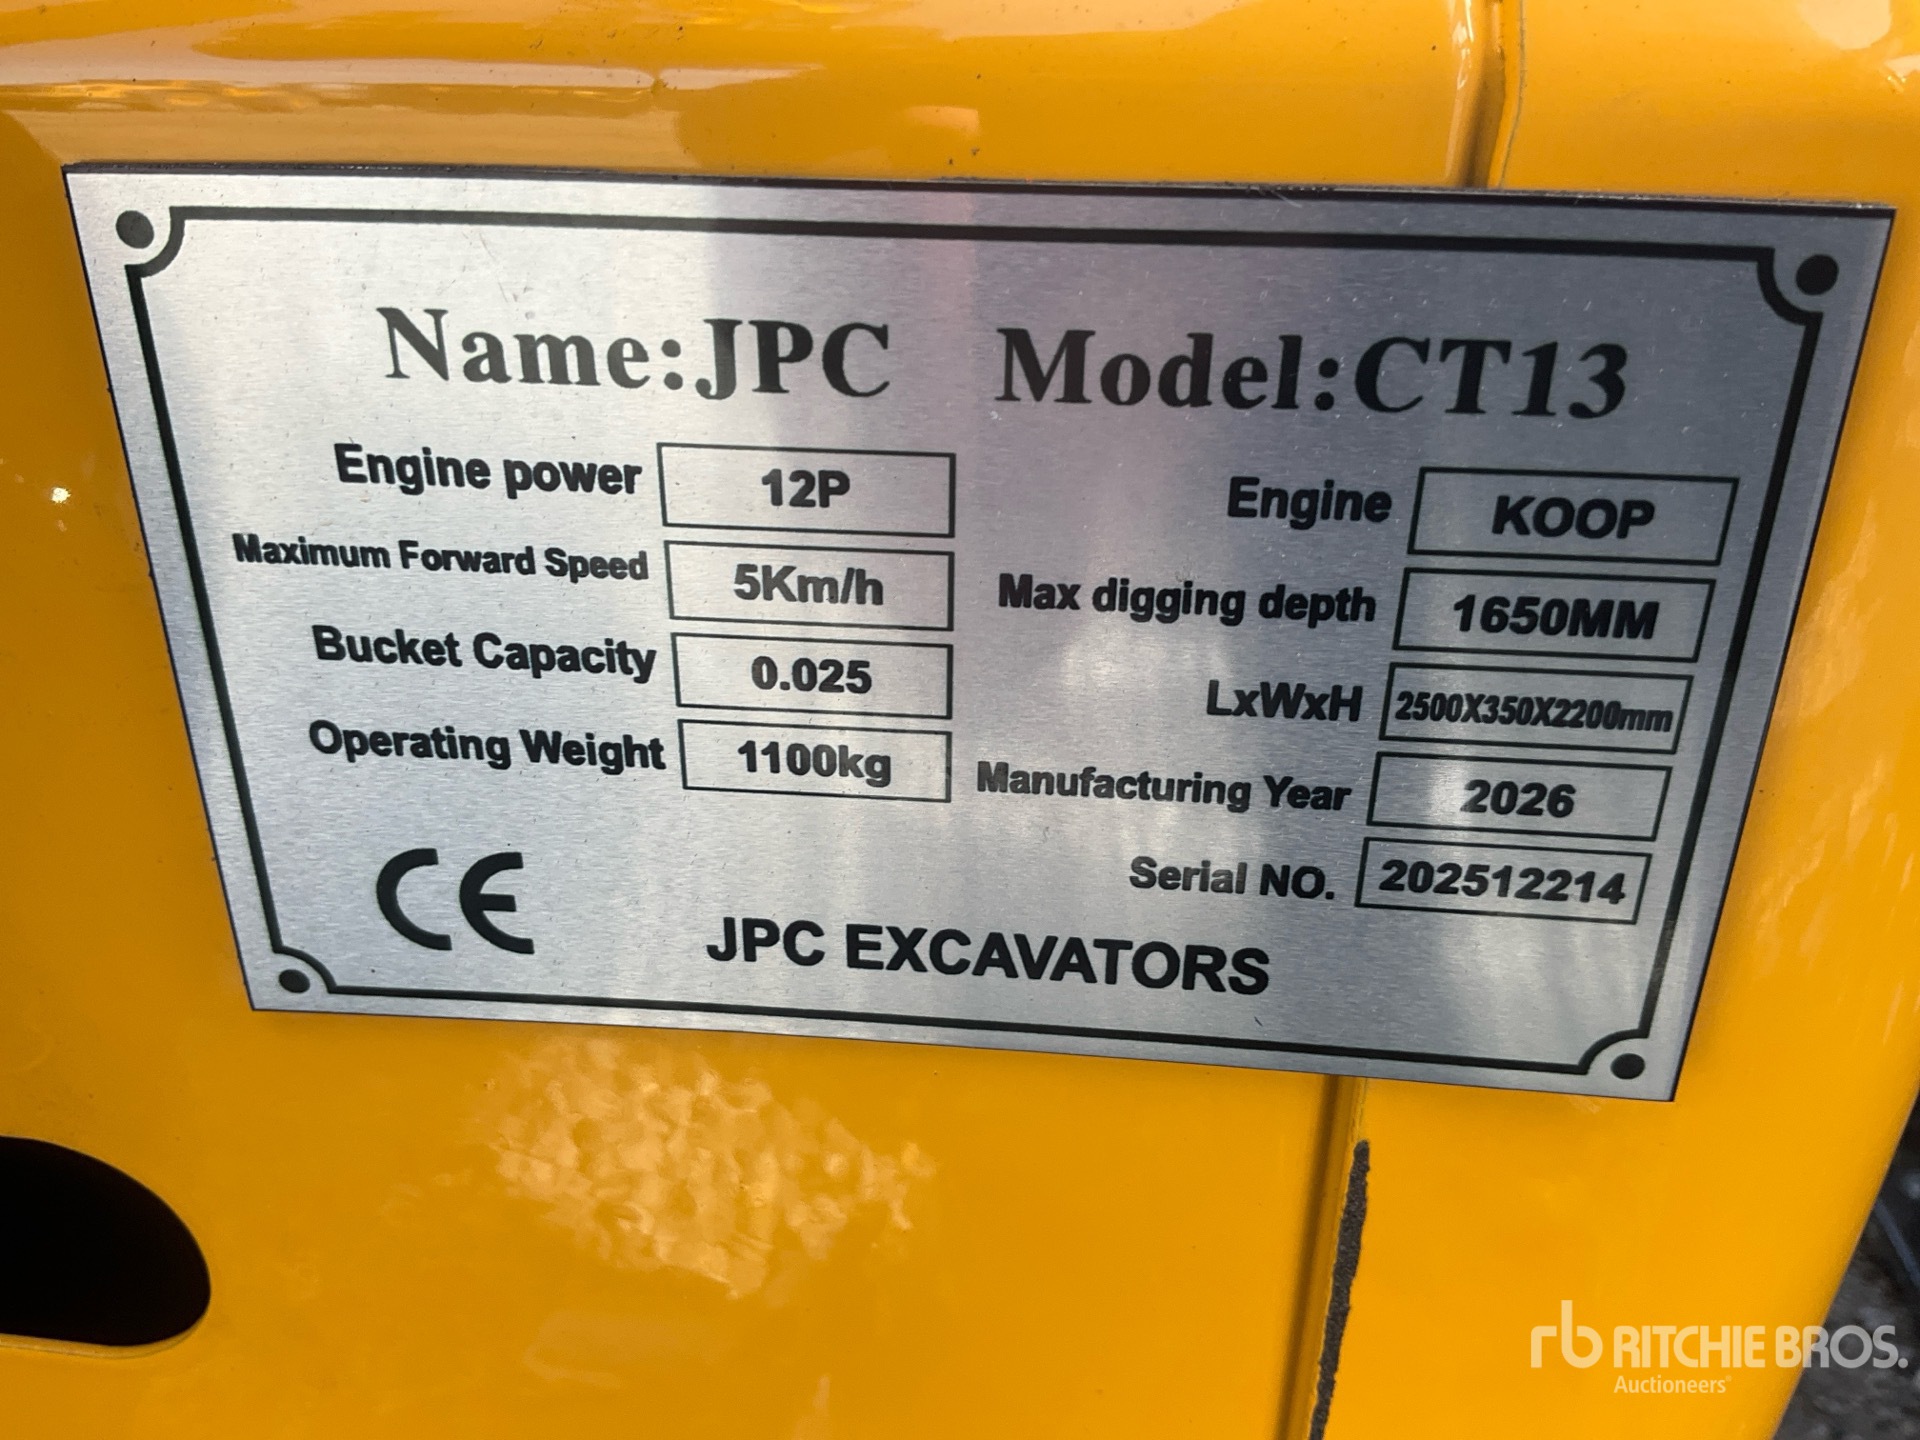 Name:JPC Model:CT13
Engine power 12P
Engine KOOP
Maximum Forward Speed 5Km/h
Max digging depth 1650MM
Bucket Capacity 0.025
LxWxH 2500X350X2200mm
Operating Weight 1100kg
Manufacturing Year 2026
Serial NO. 202512214
CE
JPC EXCAVATORS
rb RITCHIE BROS.
Auctioneers